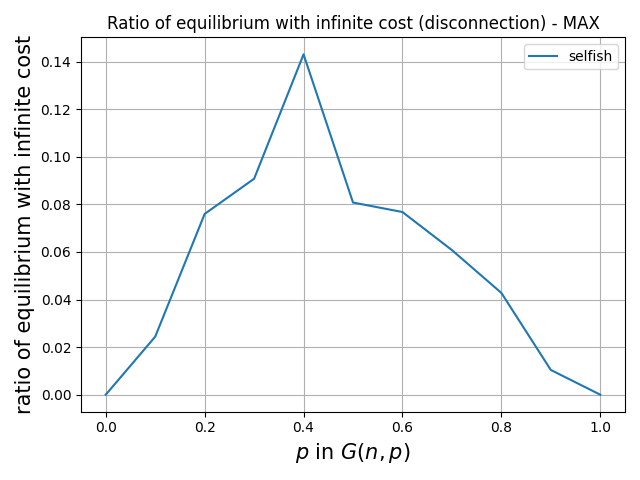 Ratio of equilibrium with infinite cost (disconnection) - MAX
selfish
ratio of equilibrium with infinite cost
0.14
0.12
0.10
0.08
0.06
0.04
0.02
0.00
0.0 0.2 0.4 0.6 0.8 1.0
p in G(n, p)